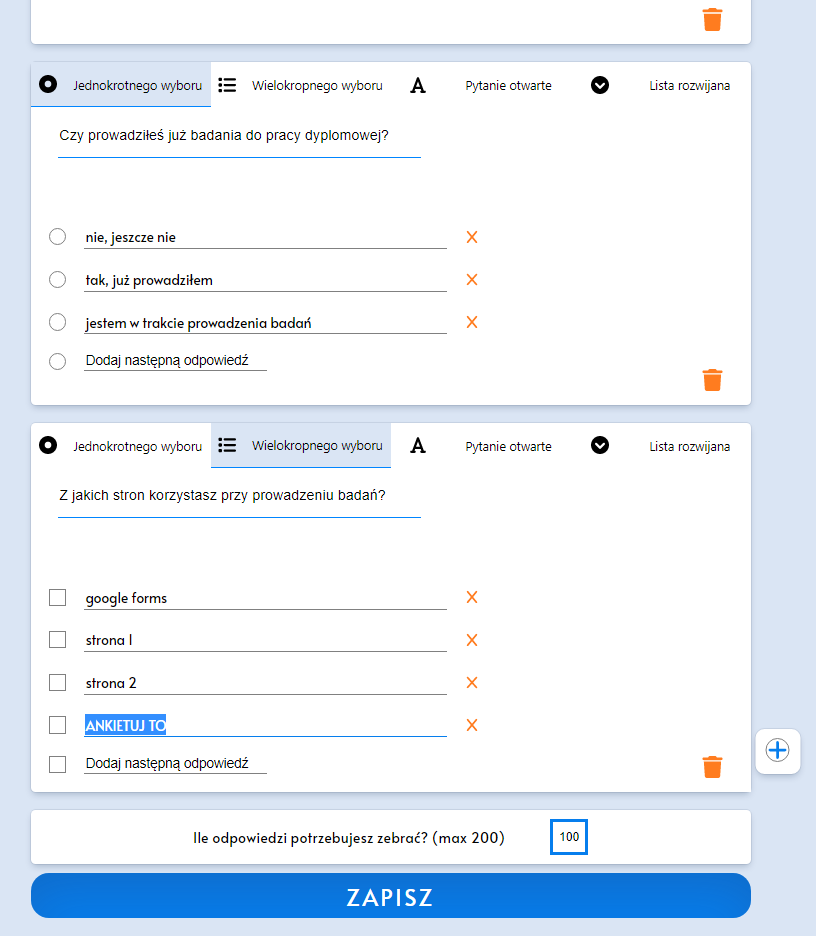 Jednokrotnego wyboru Wielokropnego wyboru A Pytanie otwarte Lista rozwijana
Czy prowadziłeś już badania do pracy dyplomowej?
nie, jeszcze nie
tak, już prowadziłem
jestem w trakcie prowadzenia badań
Dodaj następną odpowiedź
Jednokrotnego wyboru Wielokropnego wyboru A Pytanie otwarte Lista rozwijana
Z jakich stron korzystasz przy prowadzeniu badań?
google forms
strona 1
strona 2
ANKIETUJ TO
Dodaj następną odpowiedź
Ile odpowiedzi potrzebujesz zebrać? (max 200) 100
ZAPISZ